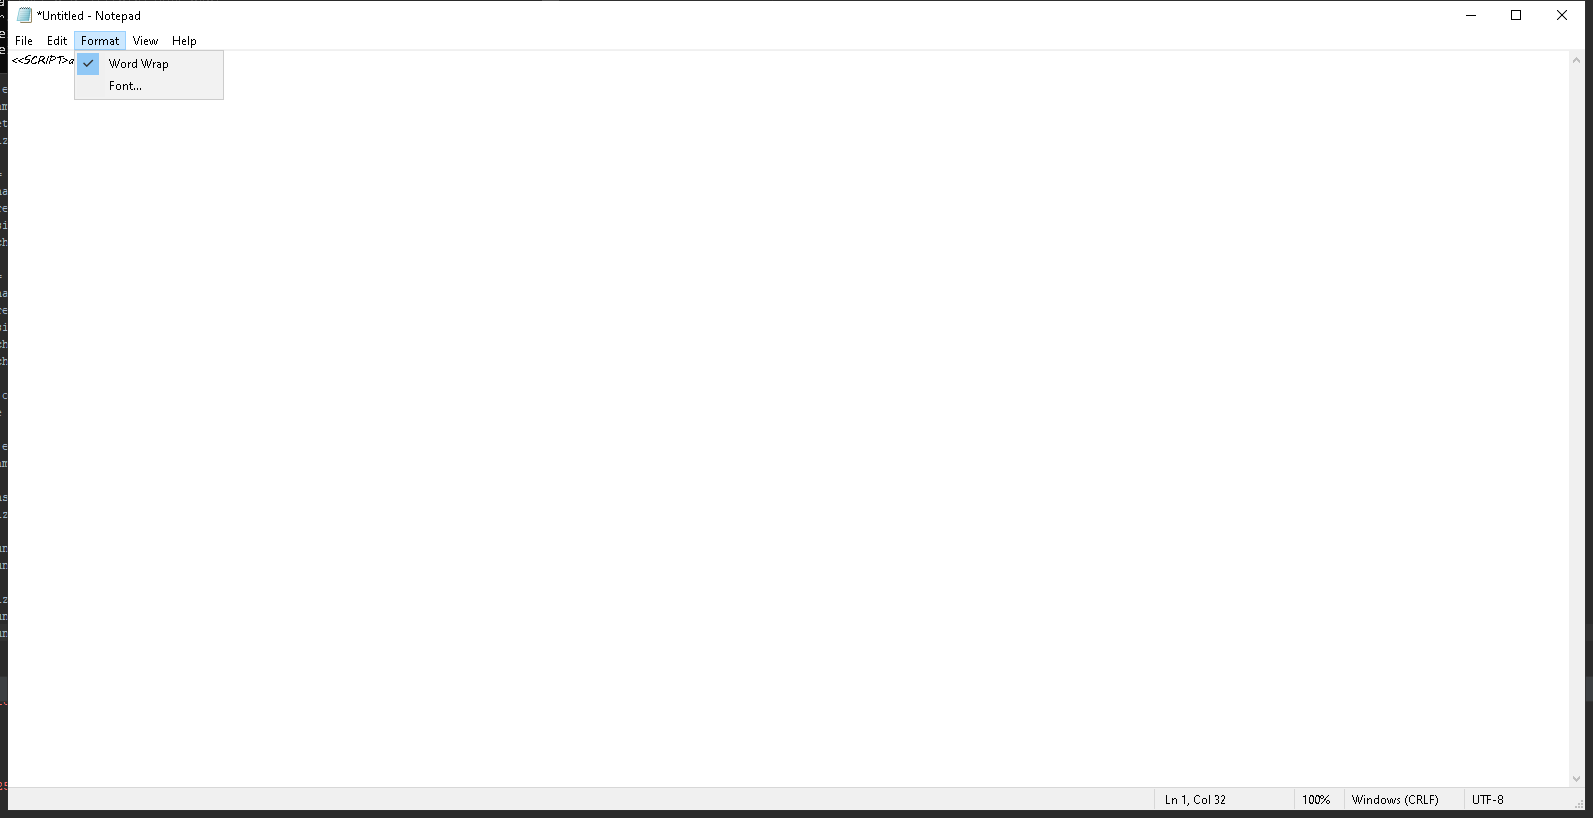 *Untitled - Notepad
File Edit Format View Help
<<SCRIPT>a
Word Wrap
Font...
Ln 1, Col 32 100% Windows (CRLF) UTF-8